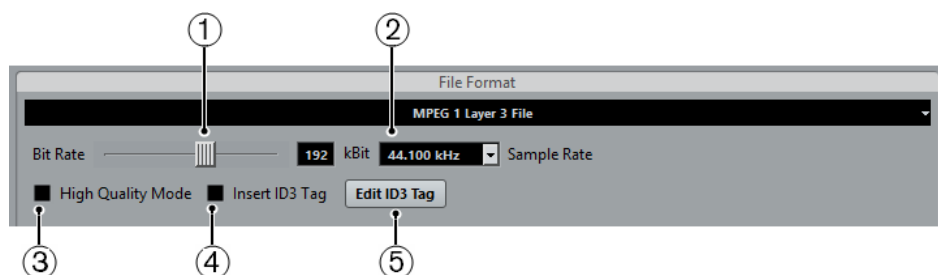 ① ②
File Format
MPEG 1 Layer 3 File
Bit Rate 192 kBit 44.100 kHz Sample Rate
High Quality Mode Insert ID3 Tag Edit ID3 Tag
③ ④ ⑤